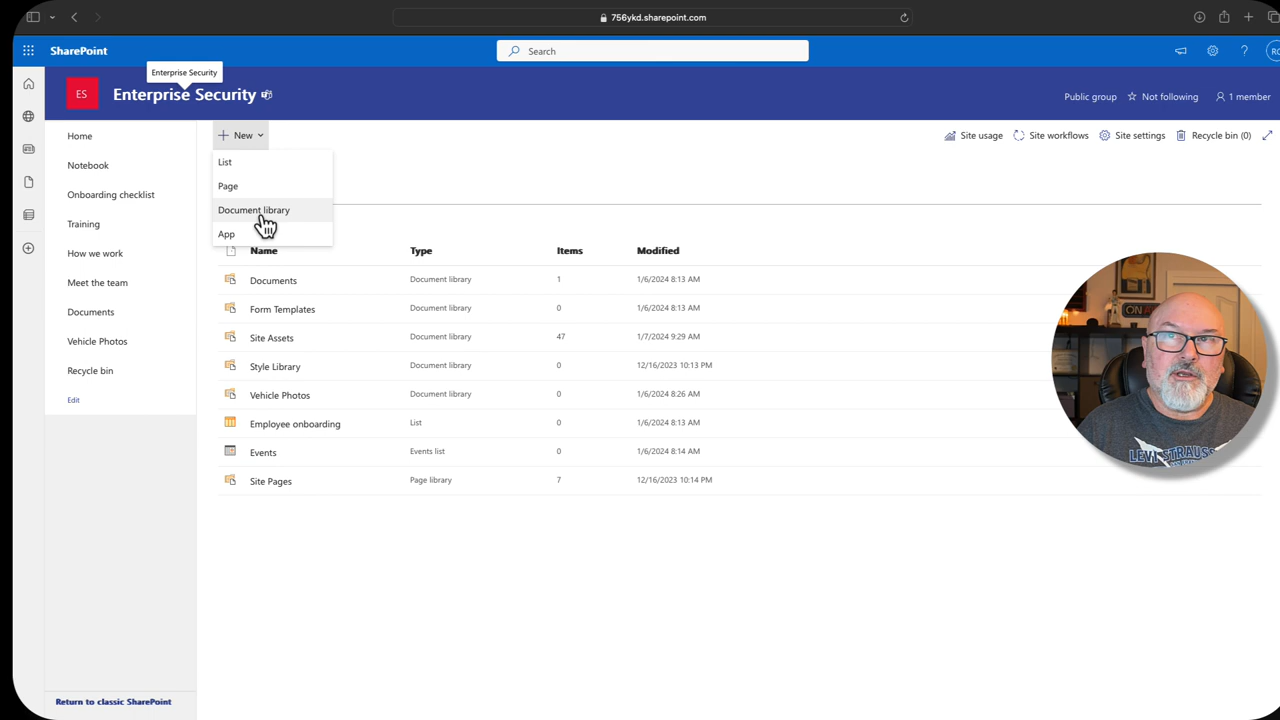 756ykd.sharepoint.com
SharePoint
Search
Enterprise Security
ES
Enterprise Security
Public group
Not following
1 member
Home
Notebook
Onboarding checklist
Training
How we work
Meet the team
Documents
Vehicle Photos
Recycle bin
Edit
Return to classic SharePoint
New
Site usage
Site workflows
Site settings
Recycle bin (0)
List
Page
Document library
App
Name Type Items Modified
Documents Document library 1 1/6/2024 8:13 AM
Form Templates Document library 0 1/6/2024 8:13 AM
Site Assets Document library 47 1/7/2024 9:29 AM
Style Library Document library 0 12/16/2023 10:13 PM
Vehicle Photos Document library 0 1/6/2024 8:26 AM
Employee onboarding List 0 1/6/2024 8:13 AM
Events Events list 0 1/6/2024 8:14 AM
Site Pages Page library 7 12/16/2023 10:14 PM
LEVI STRAUSS